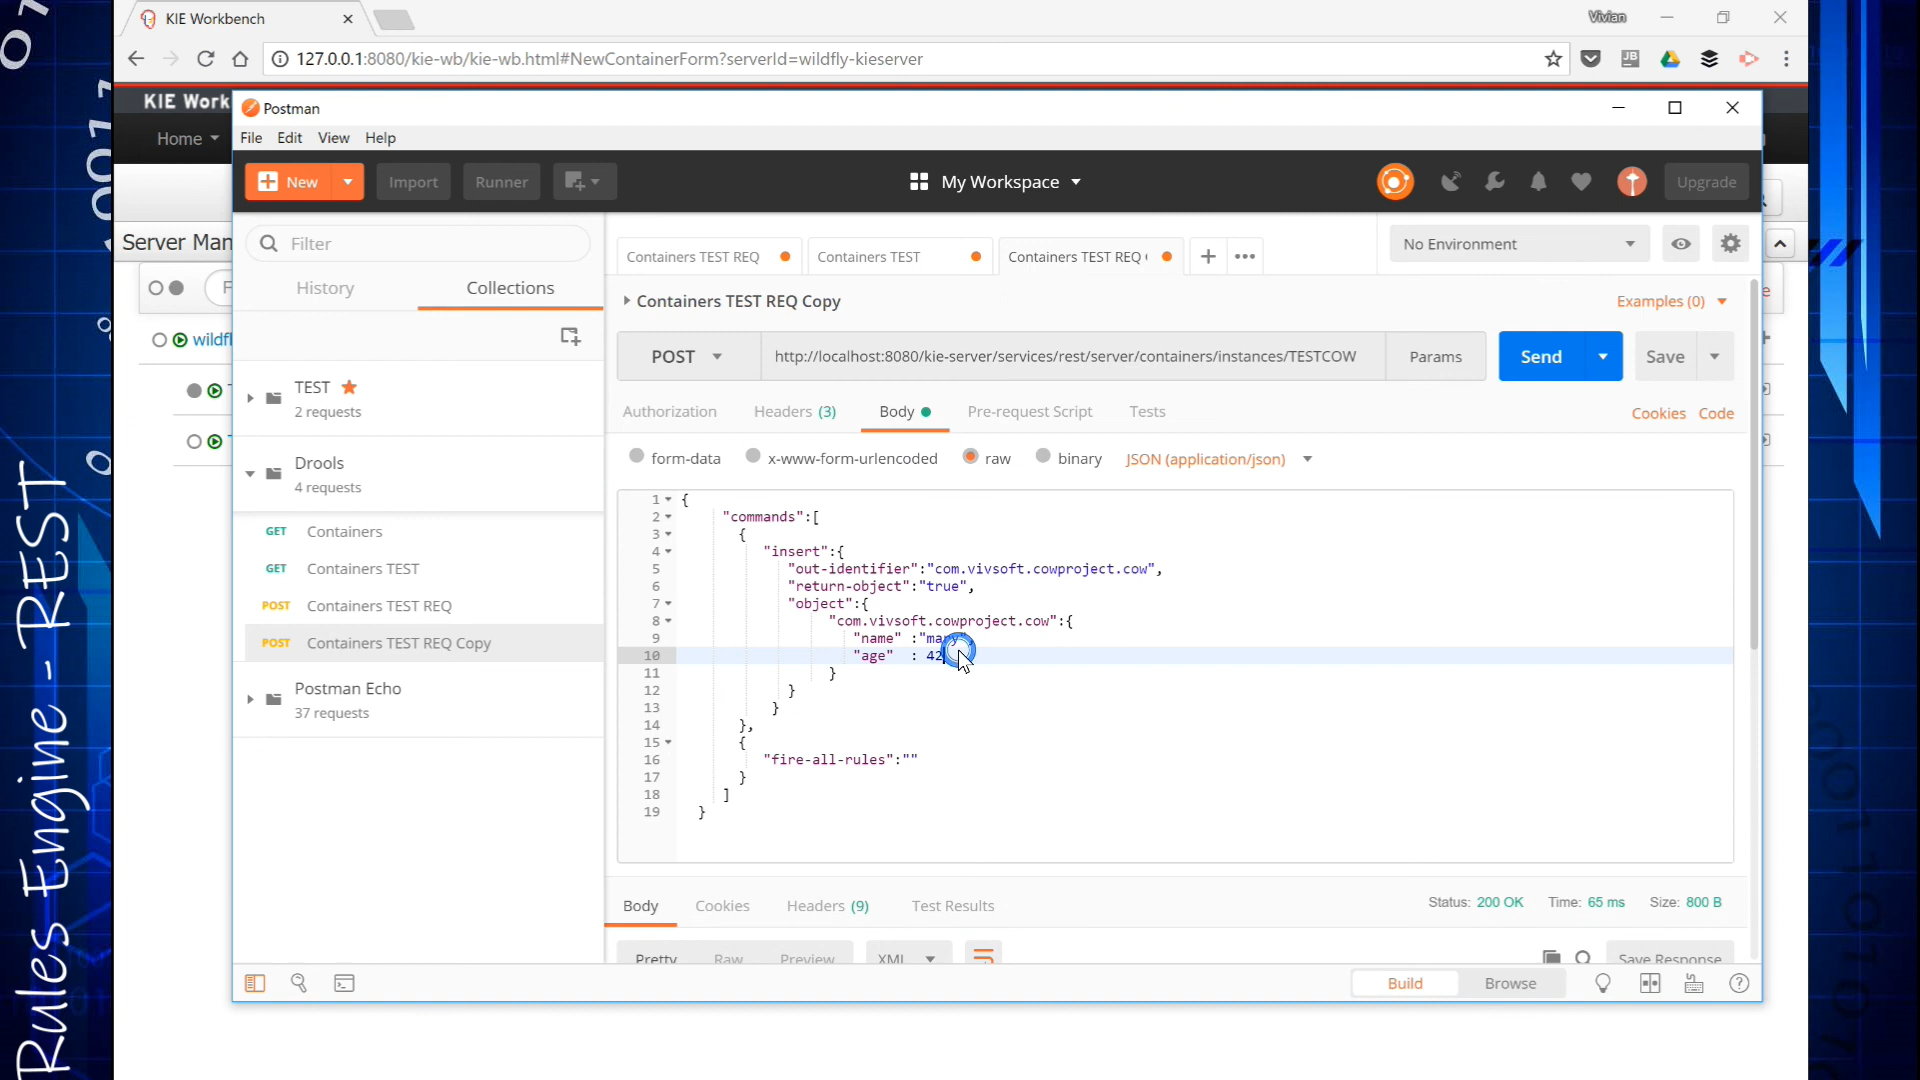 KIE Workbench
Vivian
127.0.0.1:8080/kie-wb/kie-wb.html#NewContainerForm?serverId=wildfly-kieserver
JB
KIE Work
Home
Server Man
wildfl
Postman
File Edit View Help
New
Import
Runner
My Workspace
Upgrade
Filter
History
Collections
TEST
2 requests
Drools
4 requests
GET Containers
GET Containers TEST
POST Containers TEST REQ
POST Containers TEST REQ Copy
Postman Echo
37 requests
Containers TEST REQ
Containers TEST
Containers TEST REQ
No Environment
Containers TEST REQ Copy
Examples (0)
POST
http://localhost:8080/kie-server/services/rest/server/containers/instances/TESTCOW
Params
Send
Save
Authorization
Headers (3)
Body
Pre-request Script
Tests
Cookies
Code
form-data
x-www-form-urlencoded
raw
binary
JSON (application/json)
1 {
2 "commands":[
3 {
4 "insert":{
5 "out-identifier":"com.vivsoft.cowproject.cow",
6 "return-object":"true",
7 "object":{
8 "com.vivsoft.cowproject.cow":{
9 "name" :"mary",
10 "age" : 42
11 }
12 }
13 }
14 },
15 {
16 "fire-all-rules":""
17 }
18 ]
19 }
Body
Cookies
Headers (9)
Test Results
Status: 200 OK
Time: 65 ms
Size: 800 B
Pretty
Raw
Preview
XML
Save Response
Build
Browse
Rules Engine - REST